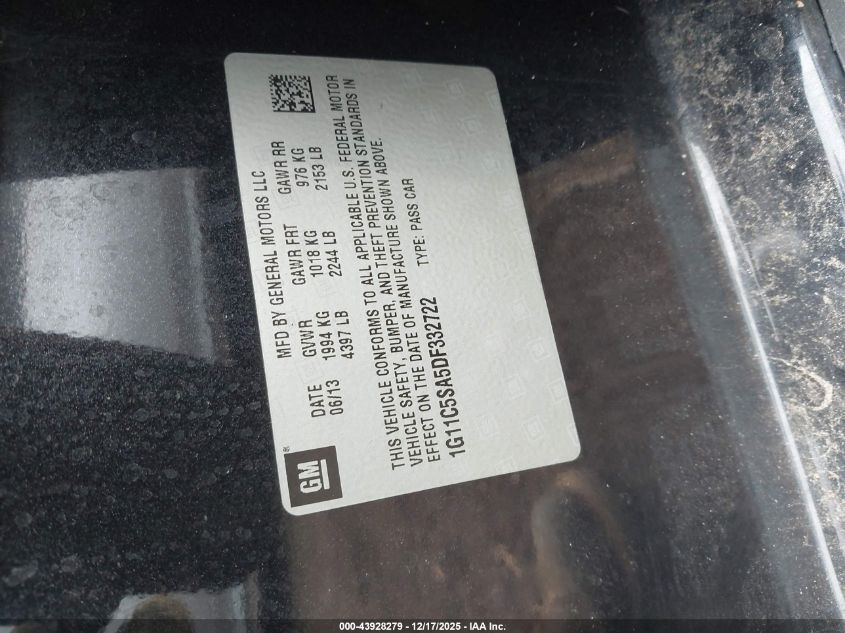 GM
®
MFD BY GENERAL MOTORS LLC
DATE GVWR GAWR FRT GAWR RR
06/13 1994 KG 1018 KG 976 KG
4397 LB 2244 LB 2153 LB
THIS VEHICLE CONFORMS TO ALL APPLICABLE U.S. FEDERAL MOTOR
VEHICLE SAFETY, BUMPER, AND THEFT PREVENTION STANDARDS IN
EFFECT ON THE DATE OF MANUFACTURE SHOWN ABOVE.
1G11C5SA5DF332722 TYPE: PASS CAR
000-43928279 - 12/17/2025 - IAA Inc.